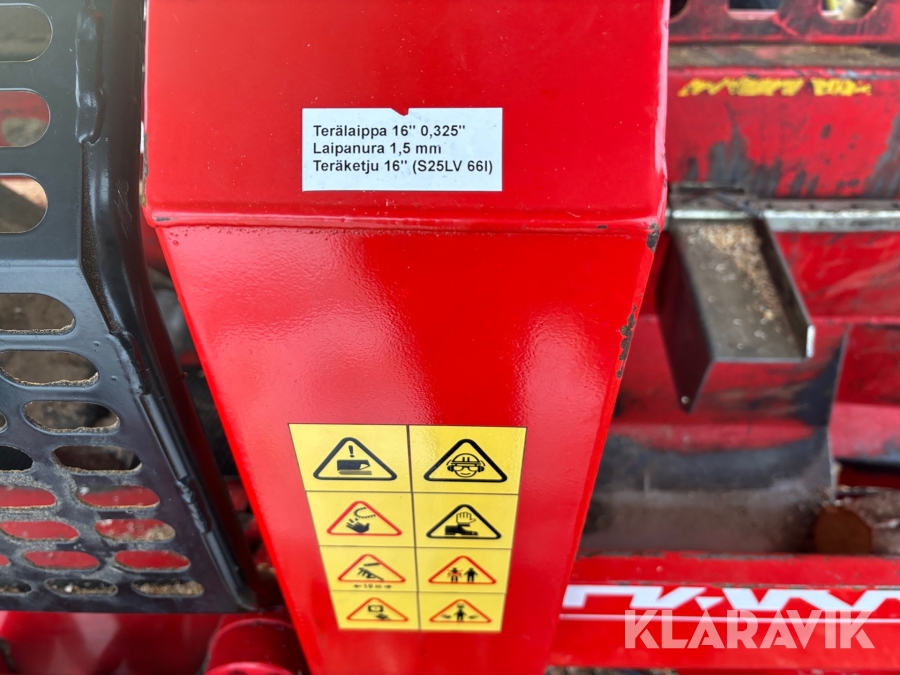 Terälaippa 16" 0,325"
Laipanura 1,5 mm
Teräketju 16" (S25LV 66l)
KLARAVIK